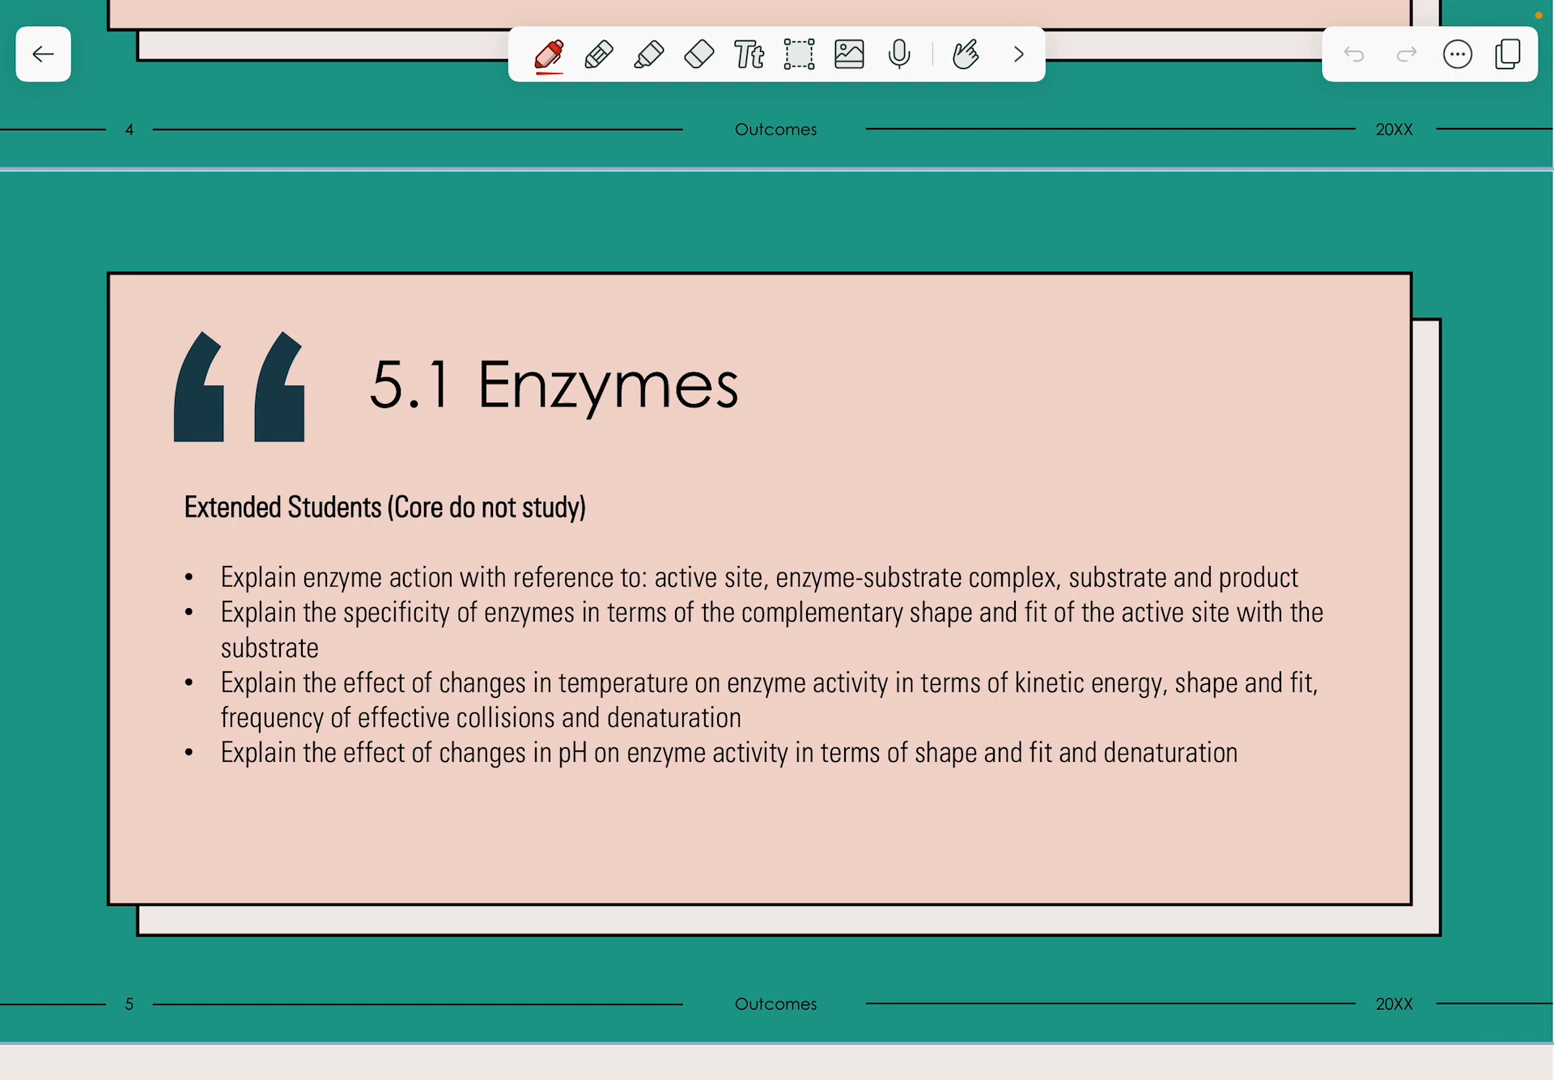 Tt
4
Outcomes
20XX
5.1 Enzymes
Extended Students (Core do not study)
• Explain enzyme action with reference to: active site, enzyme-substrate complex, substrate and product
• Explain the specificity of enzymes in terms of the complementary shape and fit of the active site with the
substrate
• Explain the effect of changes in temperature on enzyme activity in terms of kinetic energy, shape and fit,
frequency of effective collisions and denaturation
• Explain the effect of changes in pH on enzyme activity in terms of shape and fit and denaturation
5
Outcomes
20XX